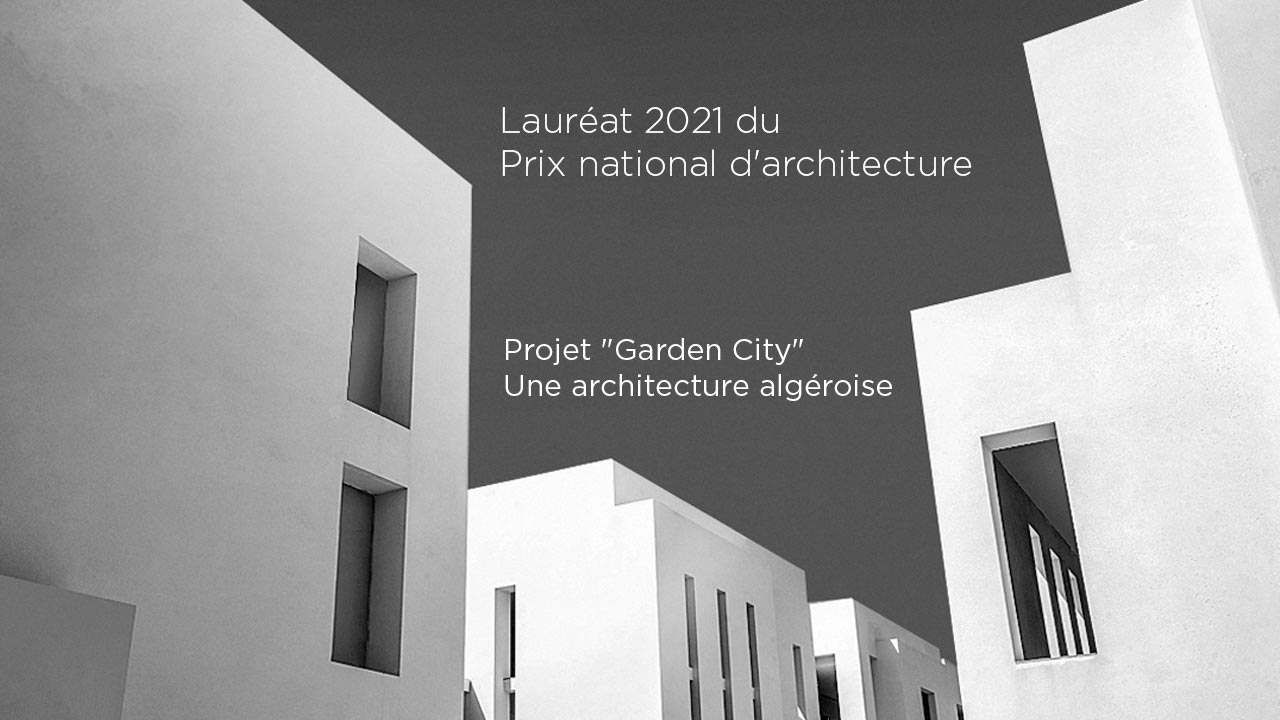 Lauréat 2021 du
Prix national d'architecture
Projet "Garden City"
Une architecture algéroise